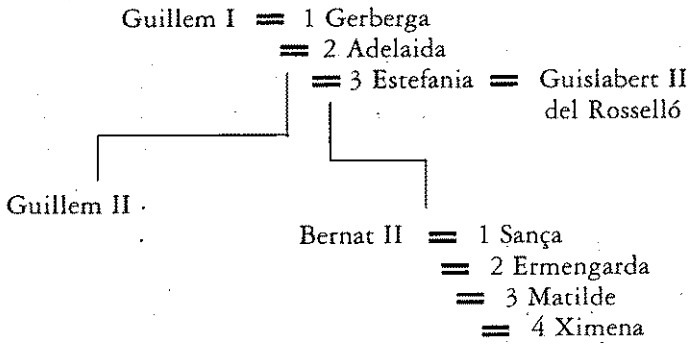 Guillem I = 1 Gerberga
= 2 Adelaida
= 3 Estefania = Guislabert II
del Rosselló
Guillem II
Bernat II = 1 Sança
= 2 Ermengarda
= 3 Matilde
= 4 Ximena